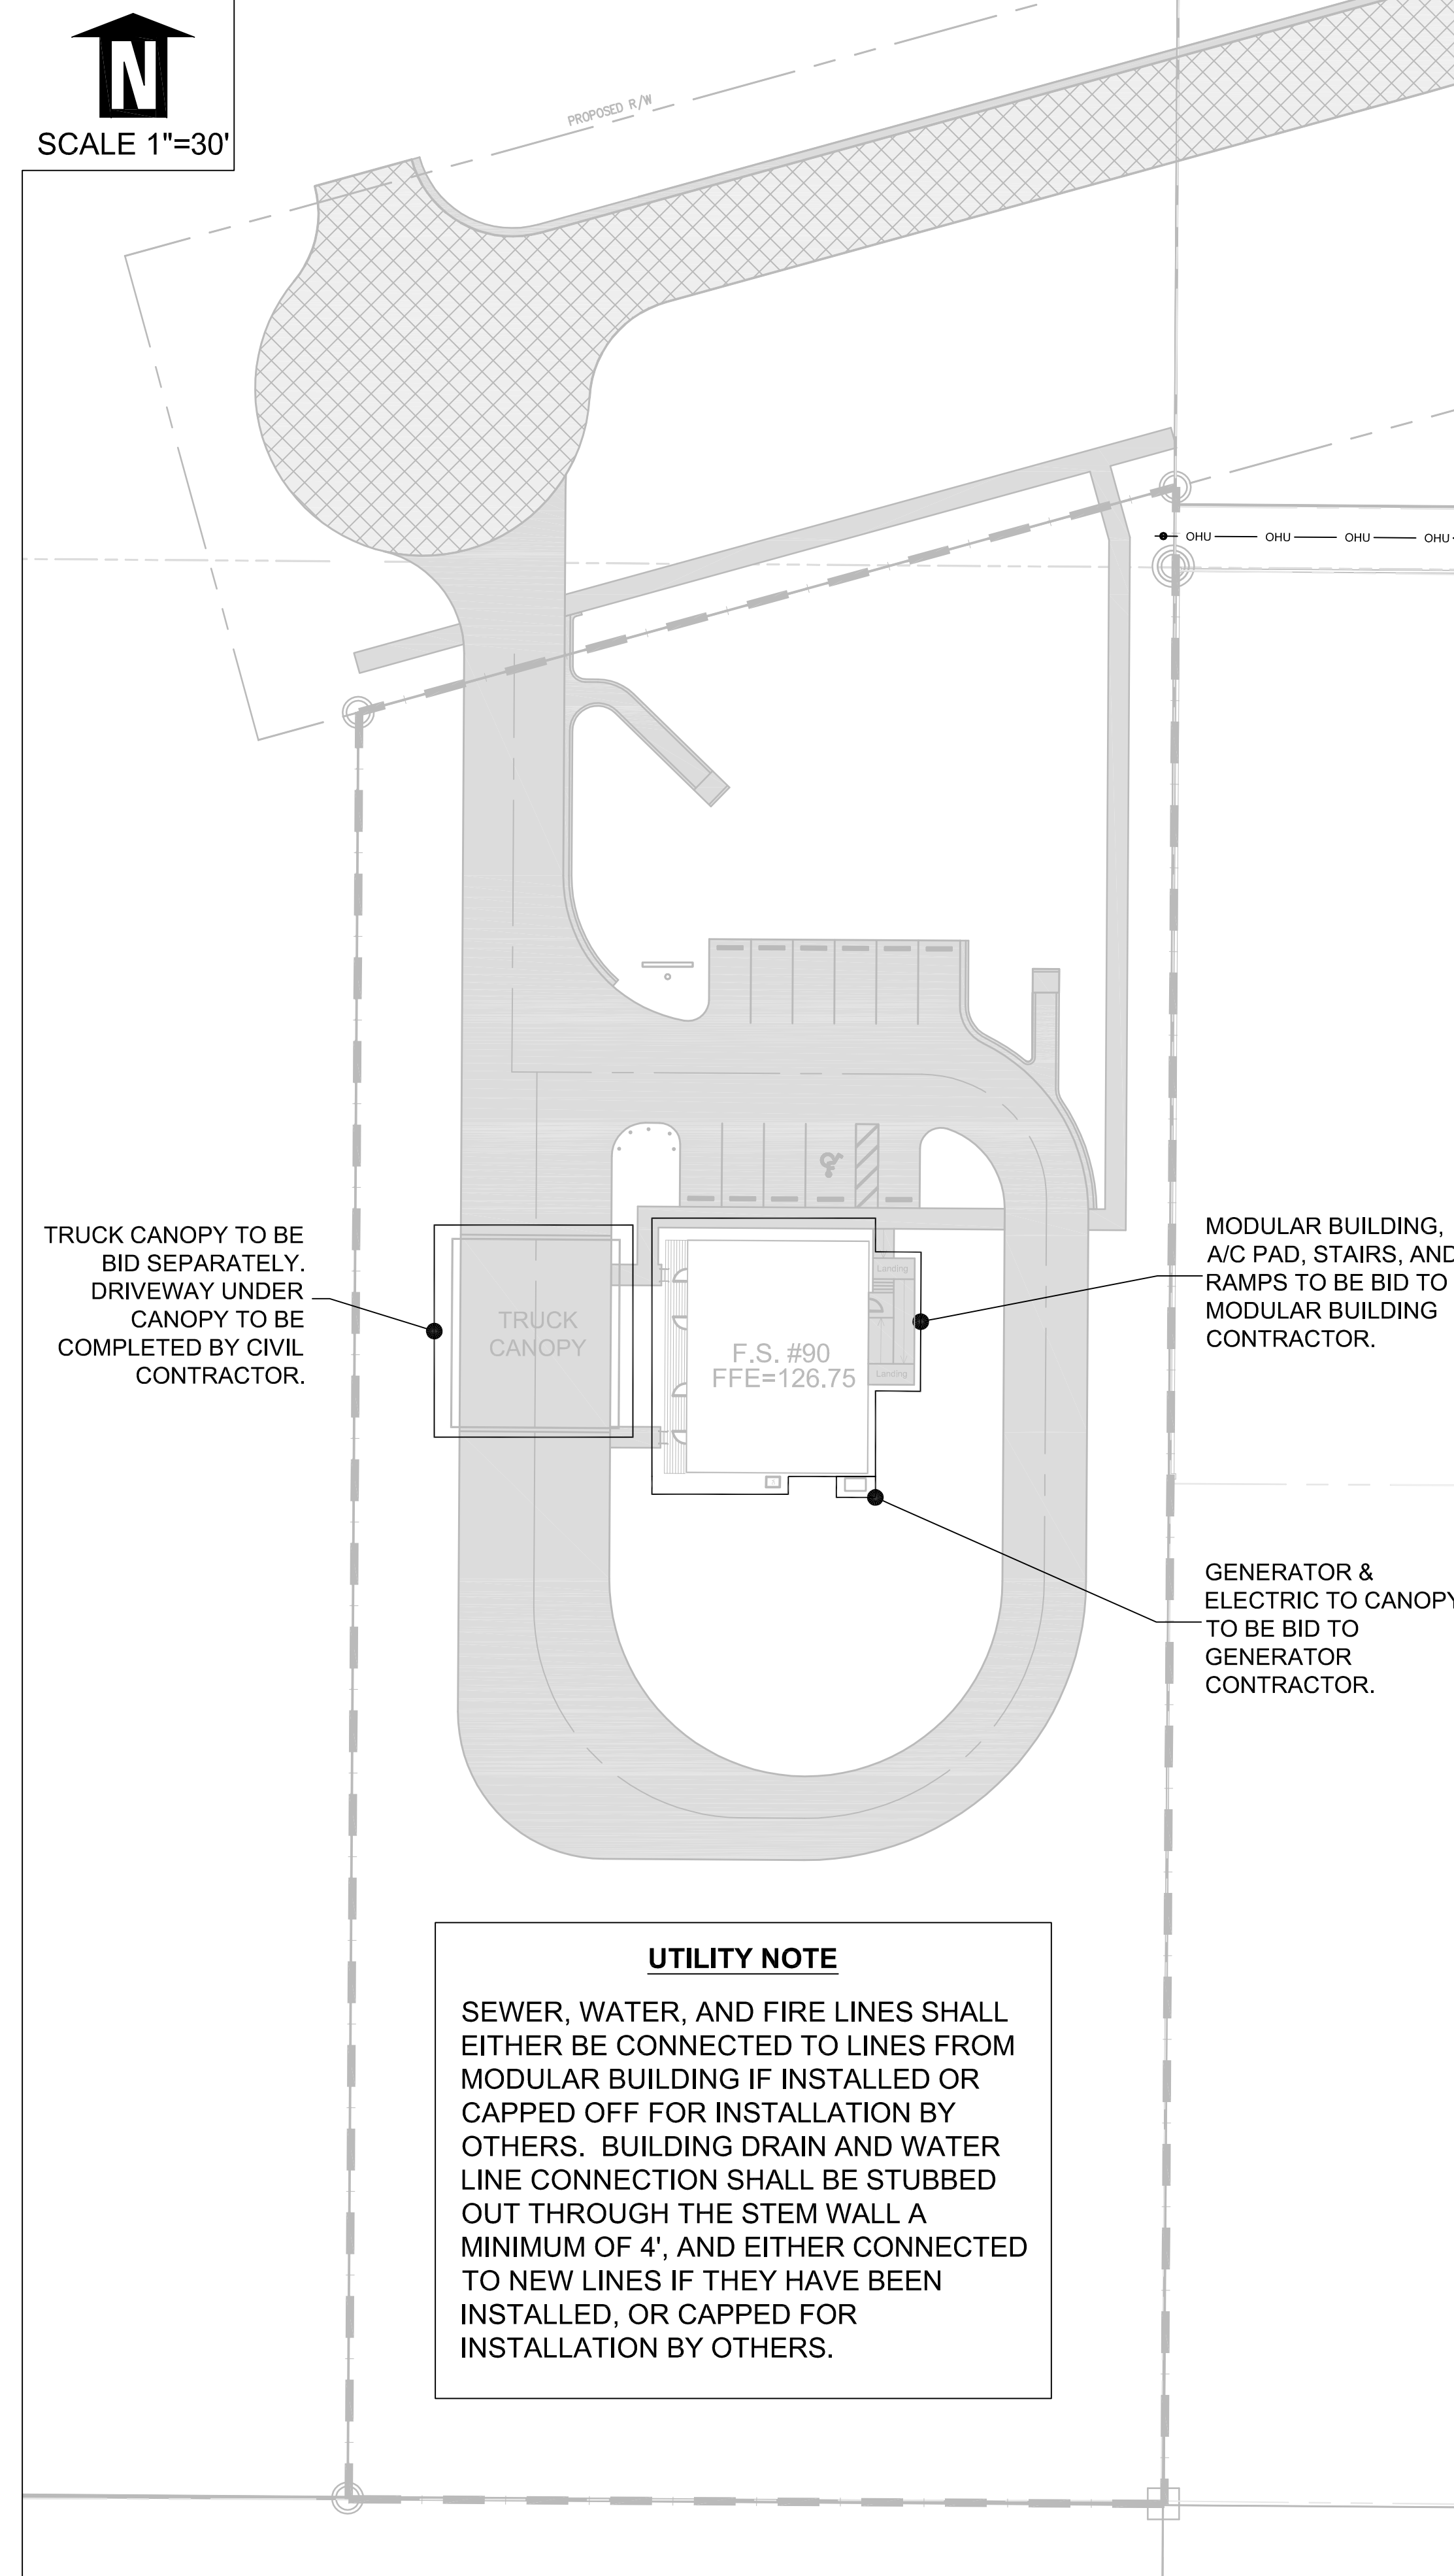 N
SCALE 1"=30'
PROPOSED R/W
OHU OHU OHU OHU
TRUCK CANOPY TO BE
BID SEPARATELY.
DRIVEWAY UNDER
CANOPY TO BE
COMPLETED BY CIVIL
CONTRACTOR.
TRUCK
CANOPY
F.S. #90
FFE=126.75
Landing
Landing
MODULAR BUILDING,
A/C PAD, STAIRS, AND
RAMPS TO BE BID TO
MODULAR BUILDING
CONTRACTOR.
GENERATOR &
ELECTRIC TO CANOPY
TO BE BID TO
GENERATOR
CONTRACTOR.
UTILITY NOTE
SEWER, WATER, AND FIRE LINES SHALL
EITHER BE CONNECTED TO LINES FROM
MODULAR BUILDING IF INSTALLED OR
CAPPED OFF FOR INSTALLATION BY
OTHERS.  BUILDING DRAIN AND WATER
LINE CONNECTION SHALL BE STUBBED
OUT THROUGH THE STEM WALL A
MINIMUM OF 4', AND EITHER CONNECTED
TO NEW LINES IF THEY HAVE BEEN
INSTALLED, OR CAPPED FOR
INSTALLATION BY OTHERS.